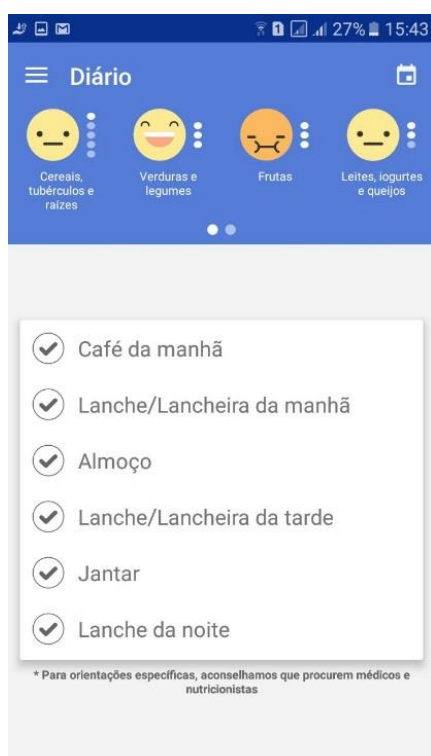 27% 15:43
Diário
Cereais,
tubérculos e
raízes
Verduras e
legumes
Frutas
Leites, iogurtes
e queijos
Café da manhã
Lanche/Lancheira da manhã
Almoço
Lanche/Lancheira da tarde
Jantar
Lanche da noite
* Para orientações específicas, aconselhamos que procurem médicos e
nutricionistas